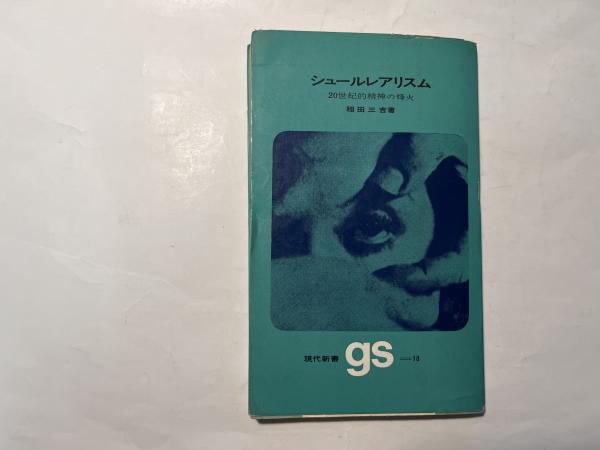 シュールレアリスム
20世紀的精神の烽火
稲田三吉著
現代新書 gs —18